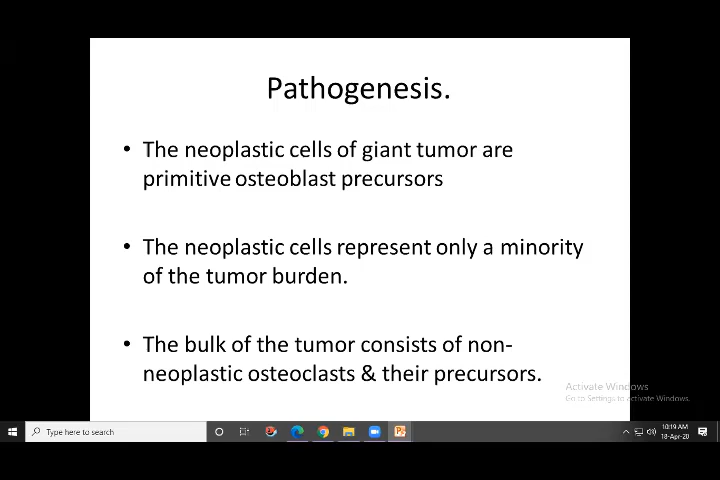 Pathogenesis.
• The neoplastic cells of giant tumor are
primitive osteoblast precursors
• The neoplastic cells represent only a minority
of the tumor burden.
• The bulk of the tumor consists of non-
neoplastic osteoclasts & their precursors.
Activate Windows
Go to Settings to activate Windows.
Type here to search
10:19 AM
18-Apr-20